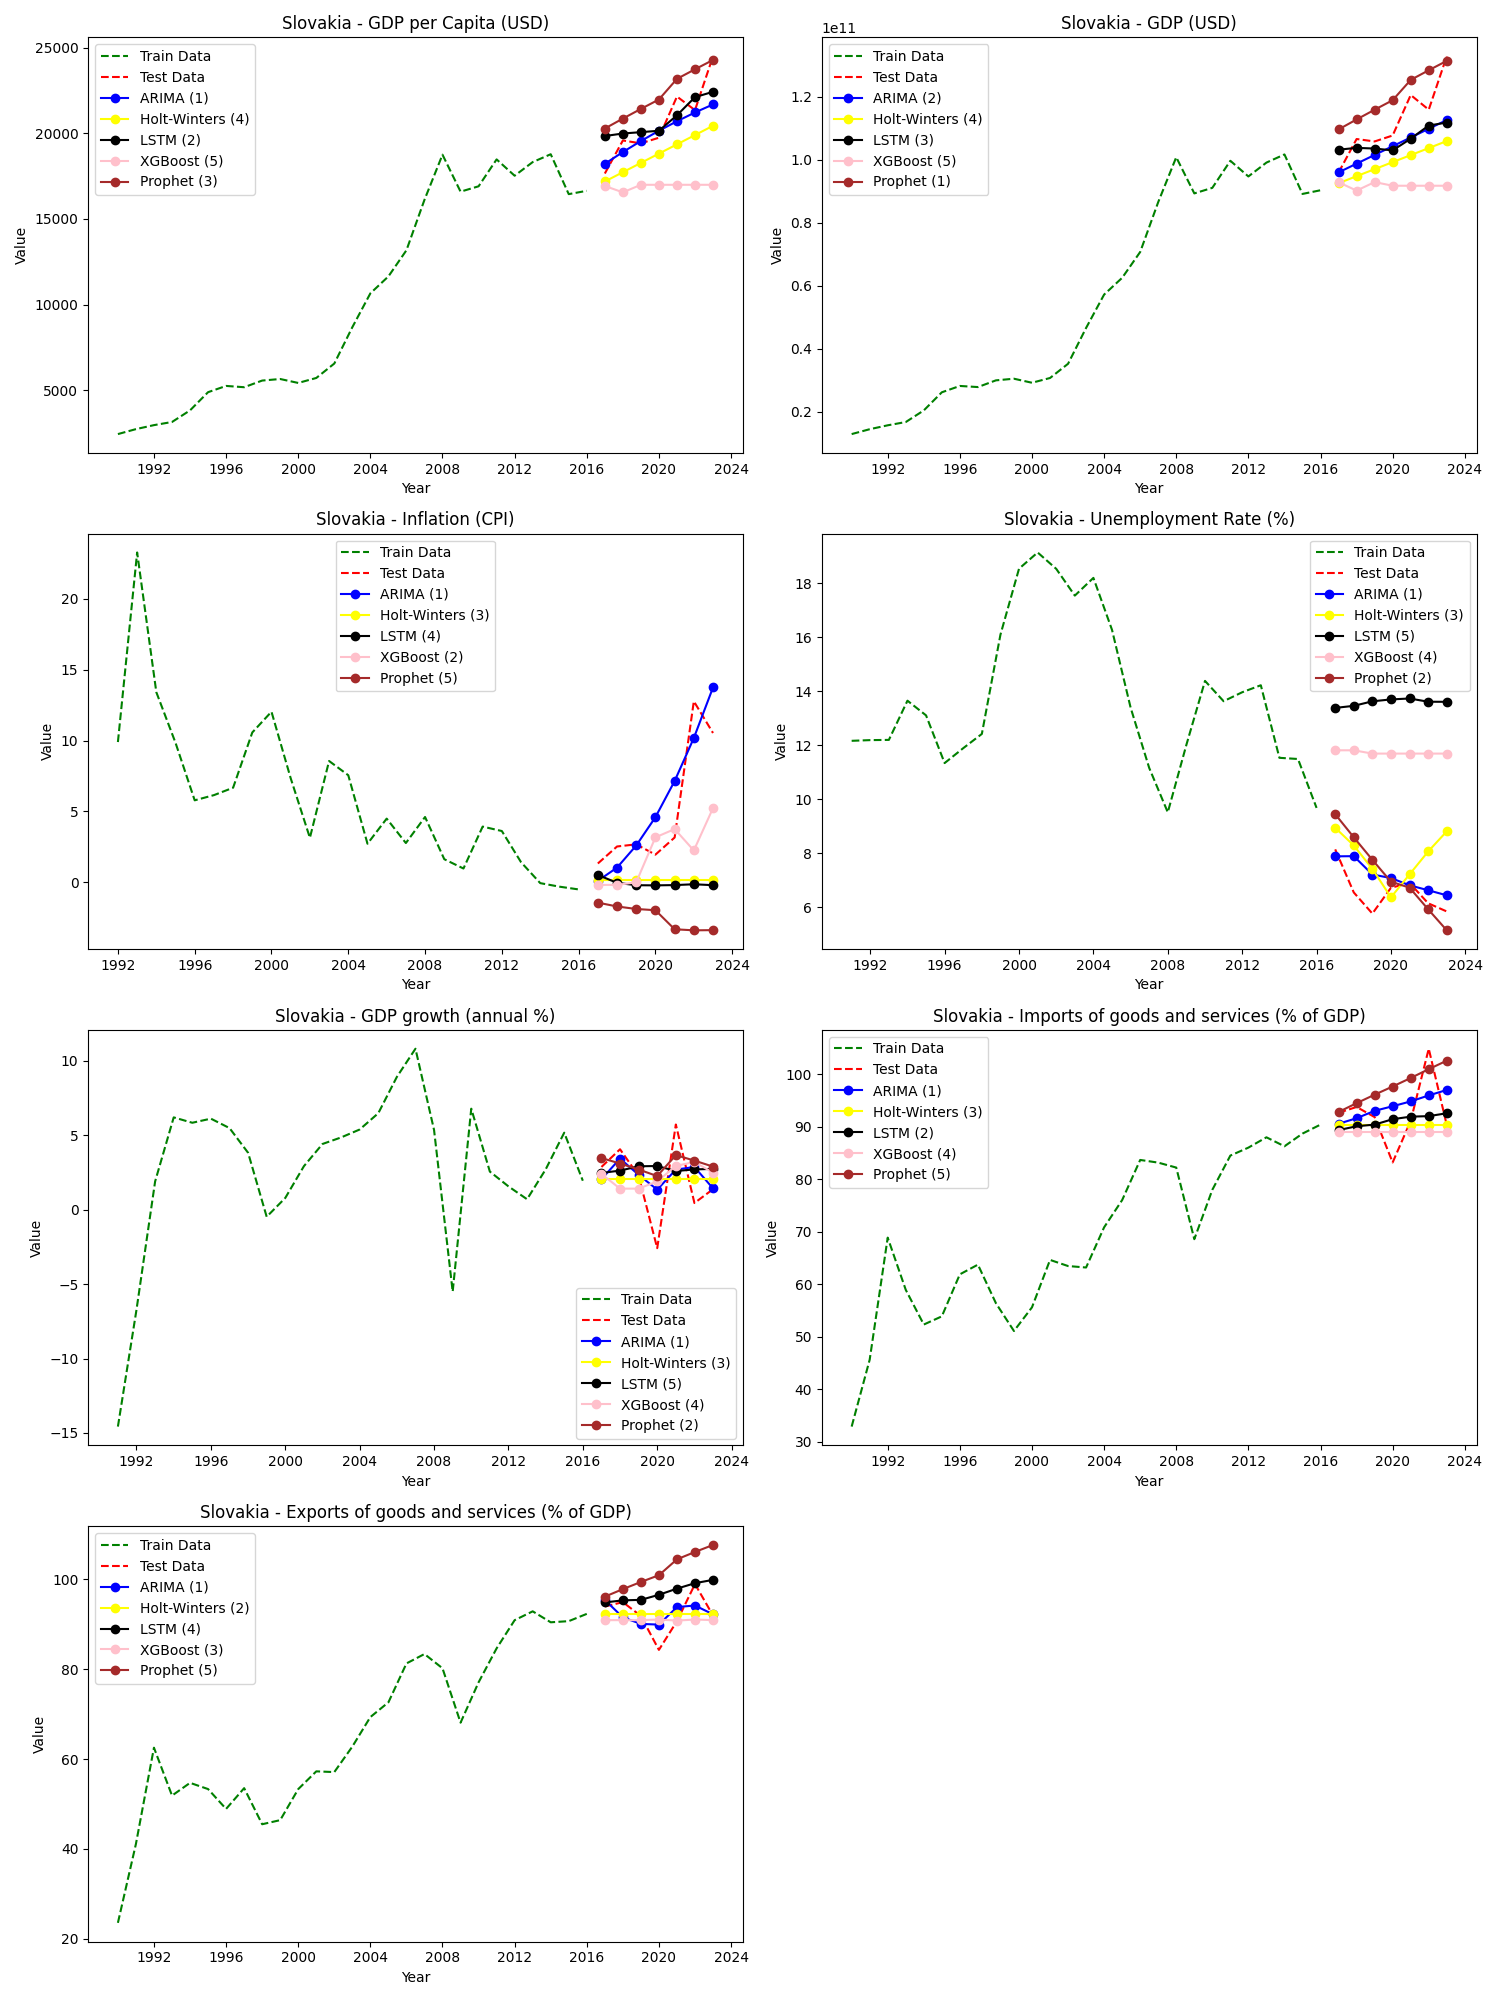 Slovakia - GDP per Capita (USD)
Value
25000
20000
15000
10000
5000
Train Data
Test Data
ARIMA (1)
Holt-Winters (4)
LSTM (2)
XGBoost (5)
Prophet (3)
1992 1996 2000 2004 2008 2012 2016 2020 2024
Year
Slovakia - GDP (USD)
1e11
Value
1.2
1.0
0.8
0.6
0.4
0.2
Train Data
Test Data
ARIMA (2)
Holt-Winters (4)
LSTM (3)
XGBoost (5)
Prophet (1)
1992 1996 2000 2004 2008 2012 2016 2020 2024
Year
Slovakia - Inflation (CPI)
Value
20
15
10
5
0
Train Data
Test Data
ARIMA (1)
Holt-Winters (3)
LSTM (4)
XGBoost (2)
Prophet (5)
1992 1996 2000 2004 2008 2012 2016 2020 2024
Year
Slovakia - Unemployment Rate (%)
Value
18
16
14
12
10
8
6
Train Data
Test Data
ARIMA (1)
Holt-Winters (3)
LSTM (5)
XGBoost (4)
Prophet (2)
1992 1996 2000 2004 2008 2012 2016 2020 2024
Year
Slovakia - GDP growth (annual %)
Value
10
5
0
−5
−10
−15
Train Data
Test Data
ARIMA (1)
Holt-Winters (3)
LSTM (5)
XGBoost (4)
Prophet (2)
1992 1996 2000 2004 2008 2012 2016 2020 2024
Year
Slovakia - Imports of goods and services (% of GDP)
Value
100
90
80
70
60
50
40
30
Train Data
Test Data
ARIMA (1)
Holt-Winters (3)
LSTM (2)
XGBoost (4)
Prophet (5)
1992 1996 2000 2004 2008 2012 2016 2020 2024
Year
Slovakia - Exports of goods and services (% of GDP)
Value
100
80
60
40
20
Train Data
Test Data
ARIMA (1)
Holt-Winters (2)
LSTM (4)
XGBoost (3)
Prophet (5)
1992 1996 2000 2004 2008 2012 2016 2020 2024
Year